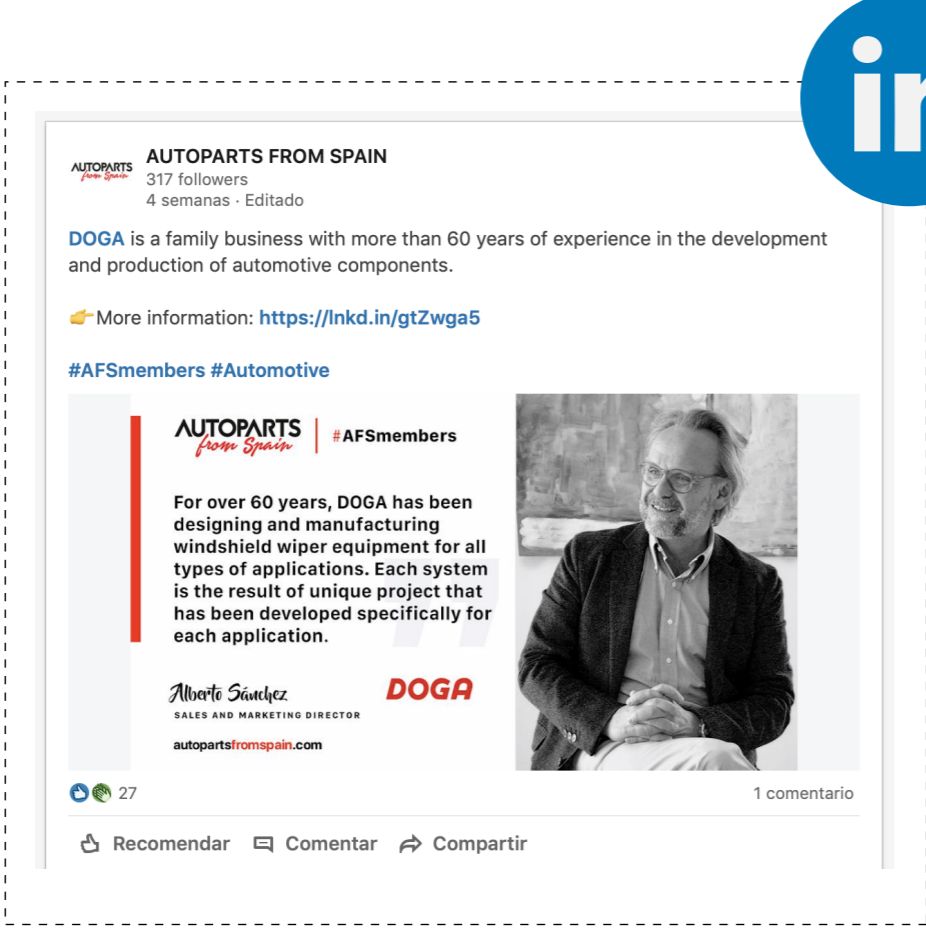 in
AUTOPARTS
from Spain
AUTOPARTS FROM SPAIN
317 followers
4 semanas · Editado
DOGA is a family business with more than 60 years of experience in the development
and production of automotive components.
👉More information: https://lnkd.in/gtZwga5
#AFSmembers #Automotive
AUTOPARTS
from Spain
#AFSmembers
For over 60 years, DOGA has been
designing and manufacturing
windshield wiper equipment for all
types of applications. Each system
is the result of unique project that
has been developed specifically for
each application.
Alberto Sánchez
SALES AND MARKETING DIRECTOR
DOGA
autopartsfromspain.com
27
1 comentario
Recomendar Comentar Compartir